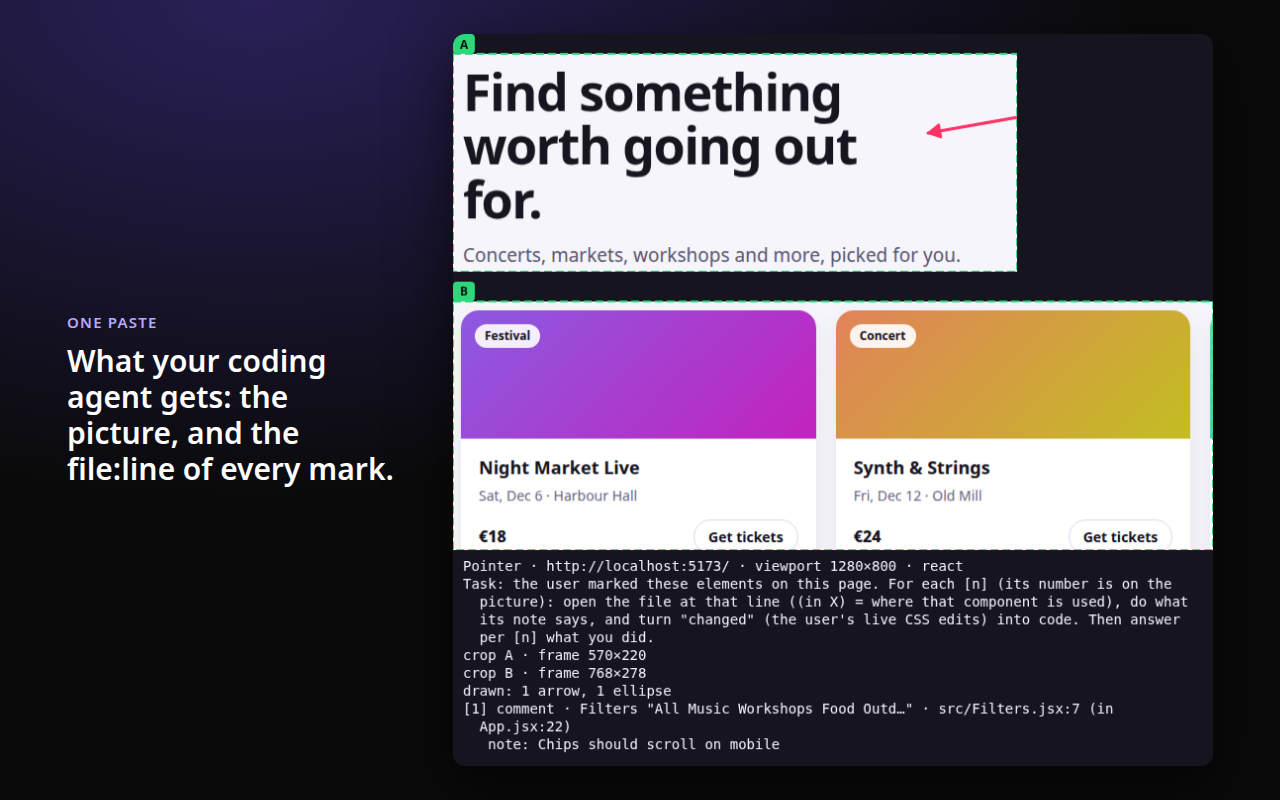 ONE PASTE
What your coding
agent gets: the
picture, and the
file:line of every mark.
A
Find something
worth going out
for.
Concerts, markets, workshops and more, picked for you.
B
Festival
Concert
Night Market Live
Synth & Strings
Sat, Dec 6 · Harbour Hall
Fri, Dec 12 · Old Mill
€18
Get tickets
€24
Get tickets
Pointer · http://localhost:5173/ · viewport 1280×800 · react
Task: the user marked these elements on this page. For each [n] (its number is on the
picture): open the file at that line ((in X) = where that component is used), do what
its note says, and turn "changed" (the user's live CSS edits) into code. Then answer
per [n] what you did.
crop A · frame 570×220
crop B · frame 768×278
drawn: 1 arrow, 1 ellipse
[1] comment · Filters "All Music Workshops Food Outd…" · src/Filters.jsx:7 (in
App.jsx:22)
note: Chips should scroll on mobile